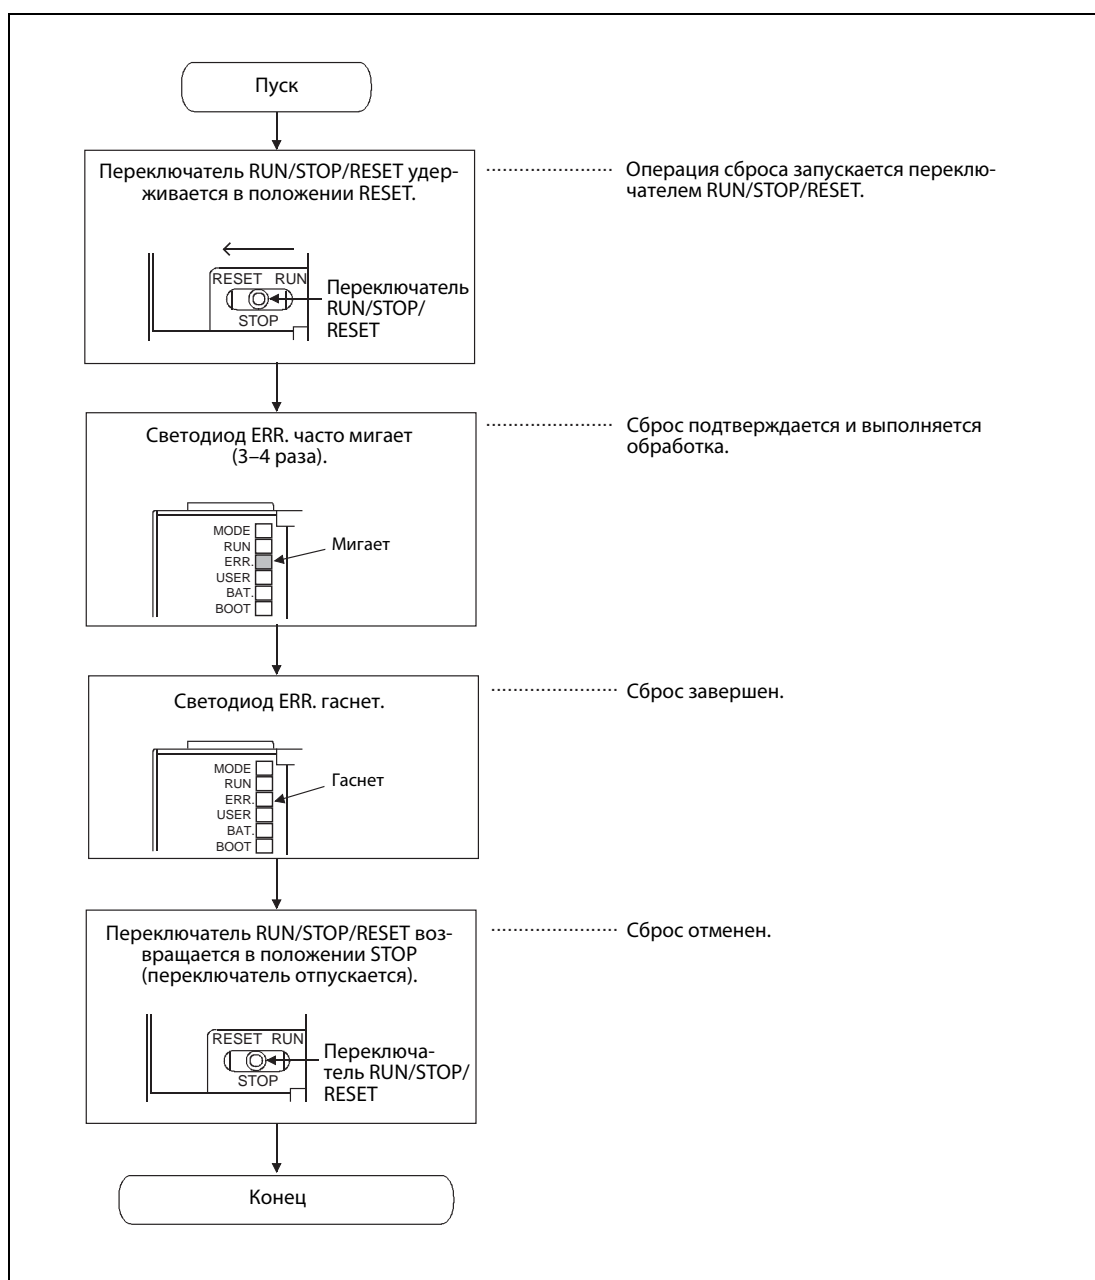 Пуск
Переключатель RUN/STOP/RESET удер-
живается в положении RESET.
Операция сброса запускается переклю-
чателем RUN/STOP/RESET.
RESET RUN
STOP
Переключатель
RUN/STOP/
RESET
Светодиод ERR. часто мигает
(3–4 раза).
Сброс подтверждается и выполняется
обработка.
MODE
RUN
ERR.
USER
BAT.
BOOT
Мигает
Светодиод ERR. гаснет.
Сброс завершен.
MODE
RUN
ERR.
USER
BAT.
BOOT
Гаснет
Переключатель RUN/STOP/RESET воз-
вращается в положении STOP
(переключатель отпускается).
Сброс отменен.
RESET RUN
STOP
Переключа-
тель RUN/STOP/
RESET
Конец